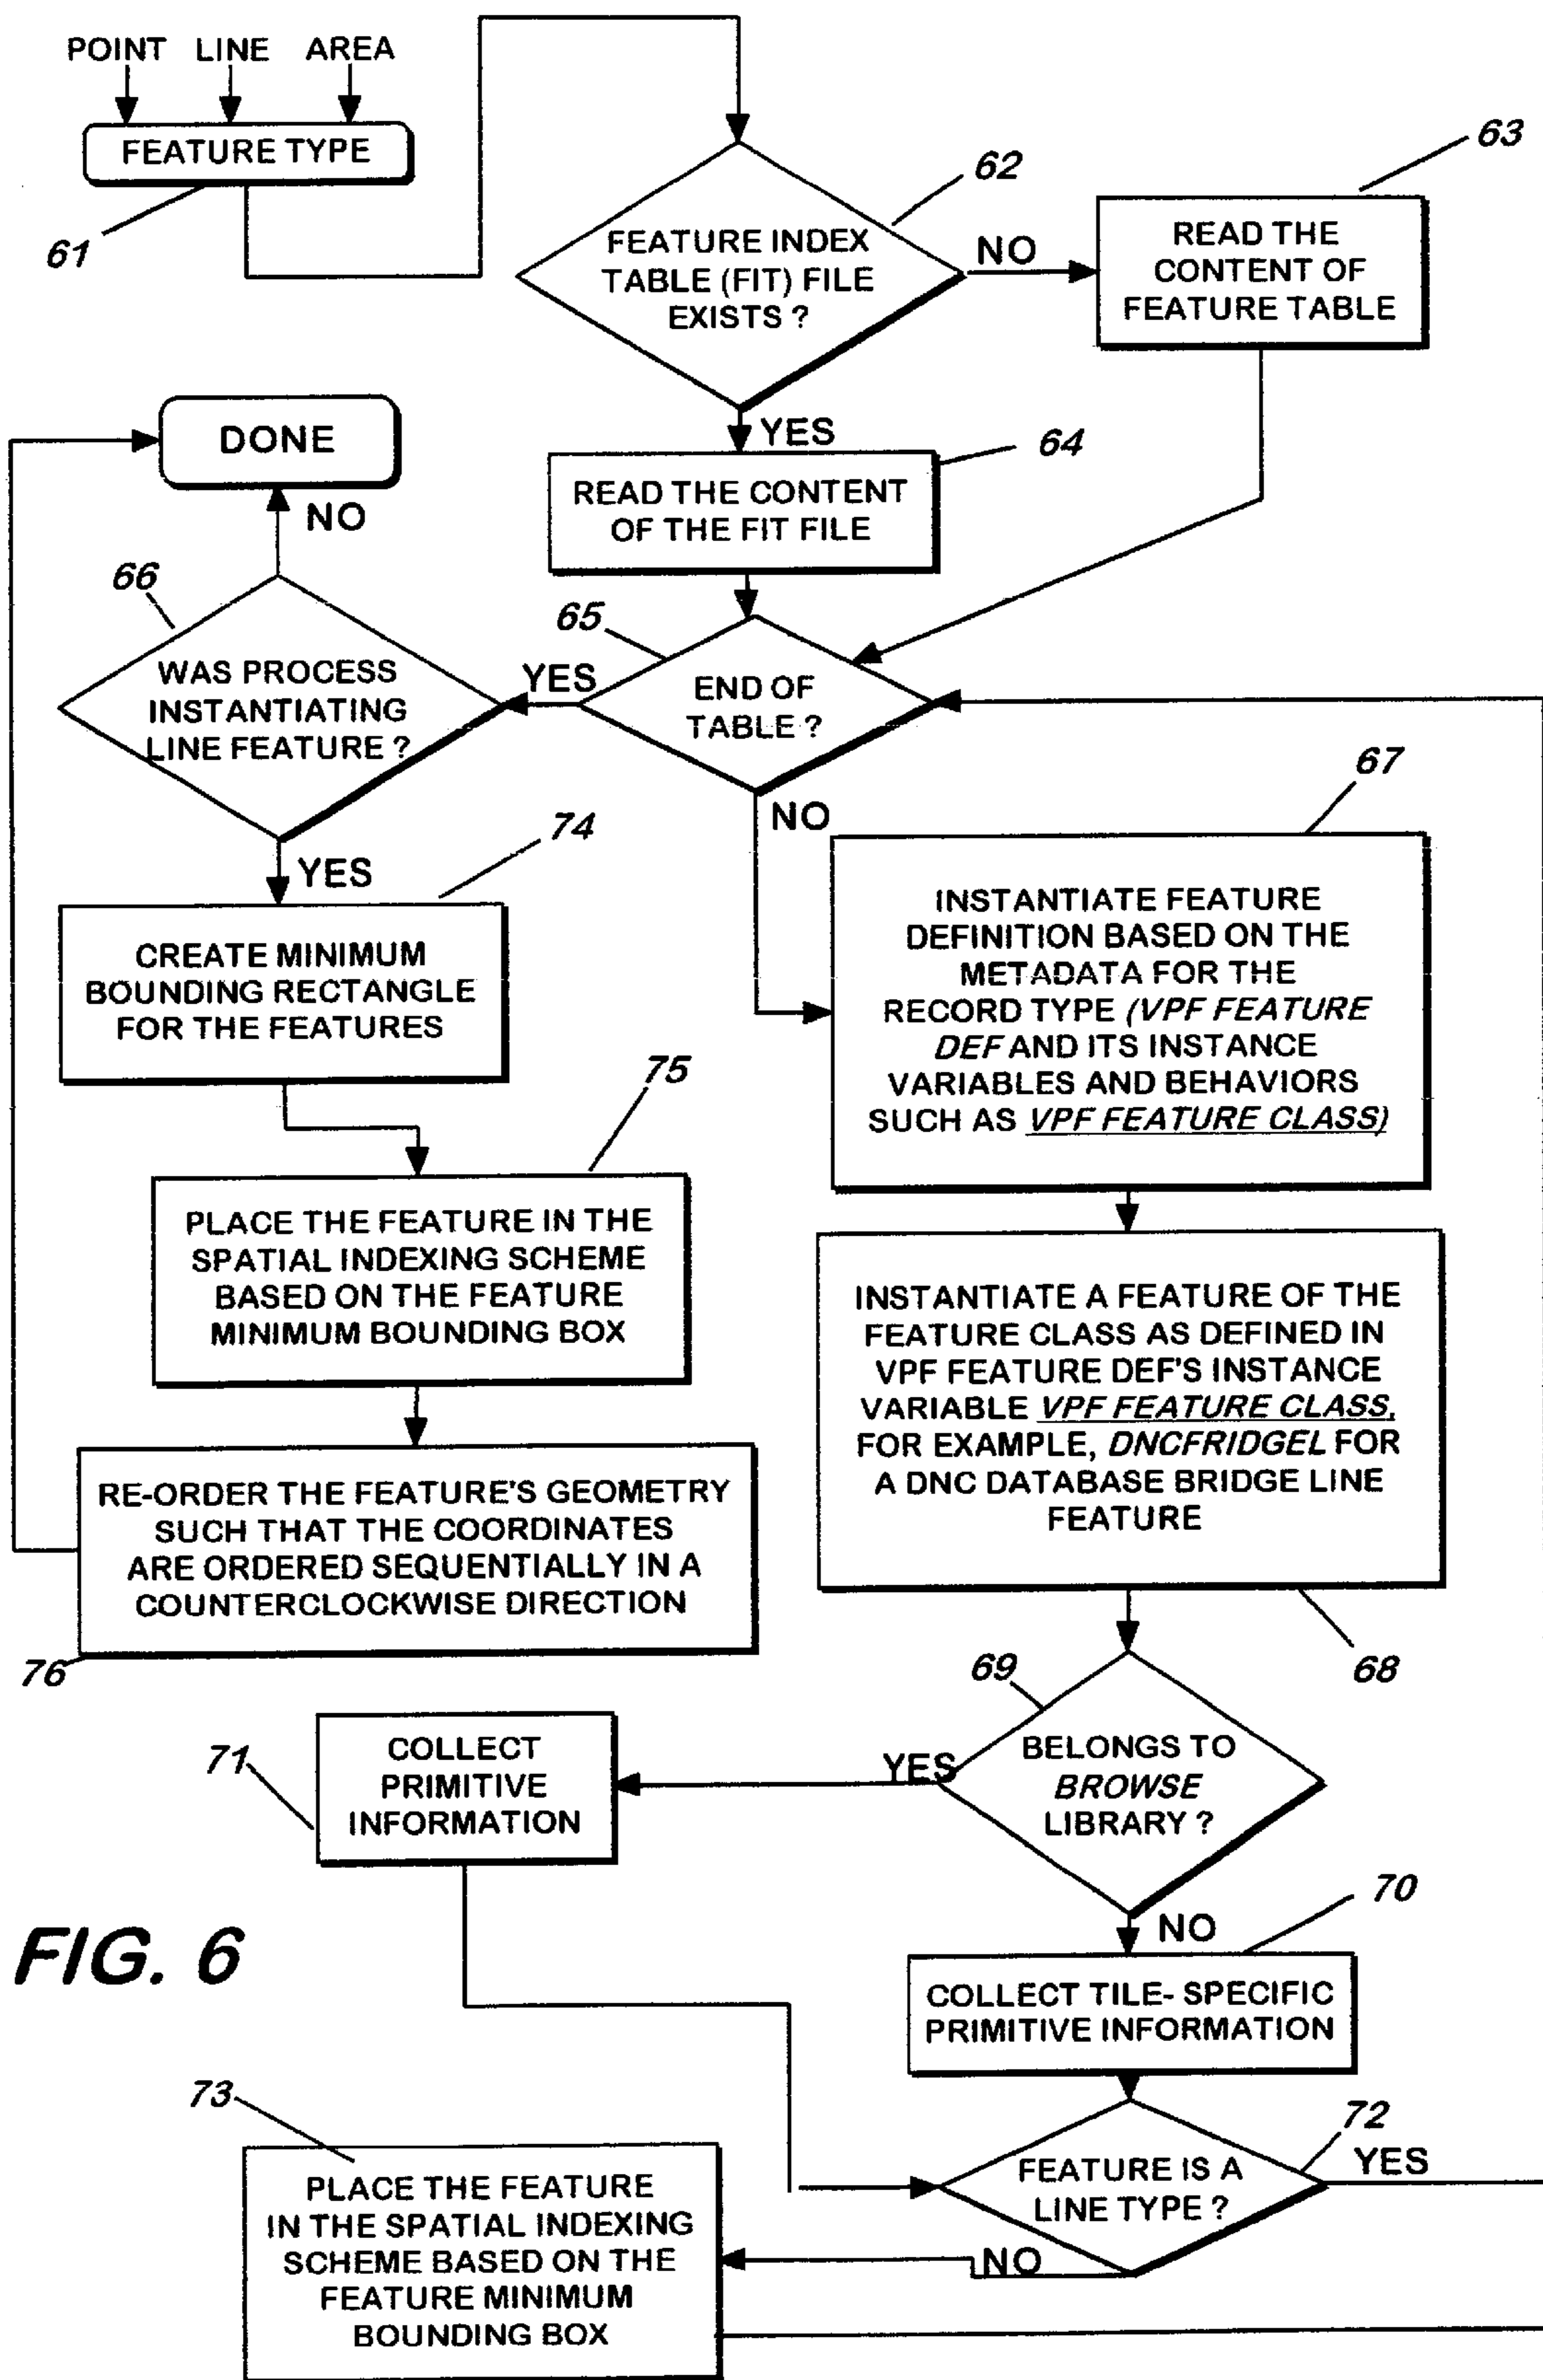 POINT LINE AREA
FEATURE TYPE
61
62
FEATURE INDEX
TABLE (FIT) FILE
EXISTS ?
NO
63
READ THE
CONTENT OF
FEATURE TABLE
YES
64
READ THE CONTENT
OF THE FIT FILE
DONE
NO
66
WAS PROCESS
INSTANTIATING
LINE FEATURE ?
YES
65
END OF
TABLE ?
NO
67
INSTANTIATE FEATURE
DEFINITION BASED ON THE
METADATA FOR THE
RECORD TYPE (VPF FEATURE
DEF AND ITS INSTANCE
VARIABLES AND BEHAVIORS
SUCH AS VPF FEATURE CLASS)
YES
74
CREATE MINIMUM
BOUNDING RECTANGLE
FOR THE FEATURES
75
PLACE THE FEATURE IN THE
SPATIAL INDEXING SCHEME
BASED ON THE FEATURE
MINIMUM BOUNDING BOX
RE-ORDER THE FEATURE'S GEOMETRY
SUCH THAT THE COORDINATES
ARE ORDERED SEQUENTIALLY IN A
COUNTERCLOCKWISE DIRECTION
76
INSTANTIATE A FEATURE OF THE
FEATURE CLASS AS DEFINED IN
VPF FEATURE DEF'S INSTANCE
VARIABLE VPF FEATURE CLASS,
FOR EXAMPLE, DNCFRIDGEL FOR
A DNC DATABASE BRIDGE LINE
FEATURE
68
69
BELONGS TO
BROWSE
LIBRARY ?
YES
71
COLLECT
PRIMITIVE
INFORMATION
NO
70
COLLECT TILE- SPECIFIC
PRIMITIVE INFORMATION
72
FEATURE IS A
LINE TYPE ?
YES
NO
73
PLACE THE FEATURE
IN THE SPATIAL INDEXING
SCHEME BASED ON THE
FEATURE MINIMUM
BOUNDING BOX
FIG. 6